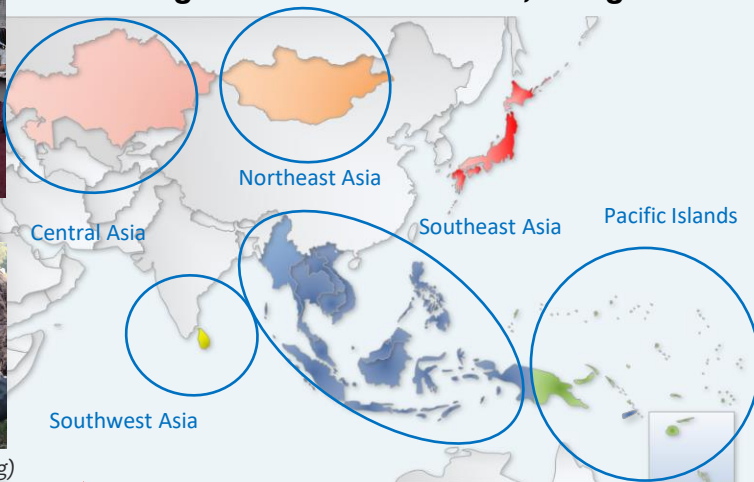 Northeast Asia
Pacific Islands
Southeast Asia
Central Asia
Southwest Asia
g)